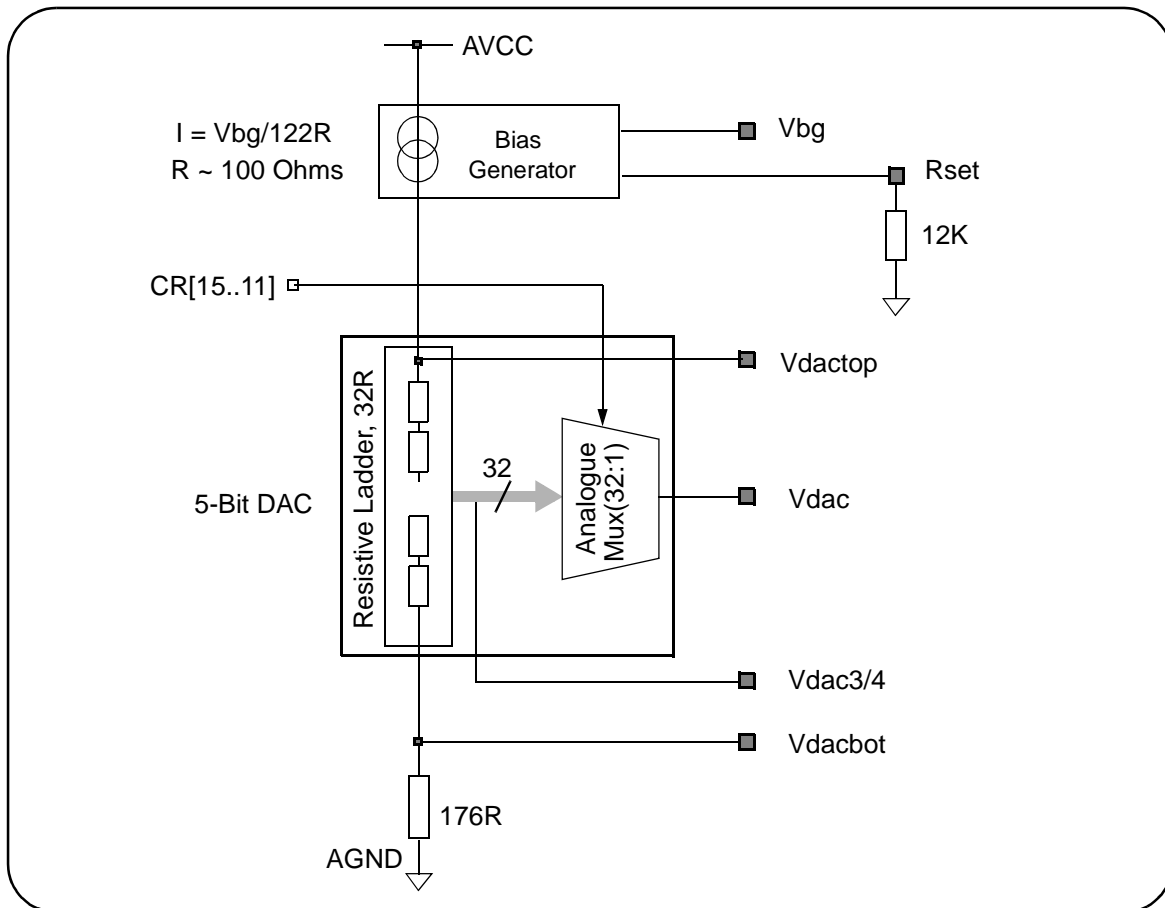 AVCC
I = Vbg/122R
R ~ 100 Ohms
Bias
Generator
Vbg
Rset
12K
CR[15..11]
Vdactop
Resistive Ladder, 32R
32
Analogue
Mux(32:1)
5-Bit DAC
Vdac
Vdac3/4
Vdacbot
176R
AGND